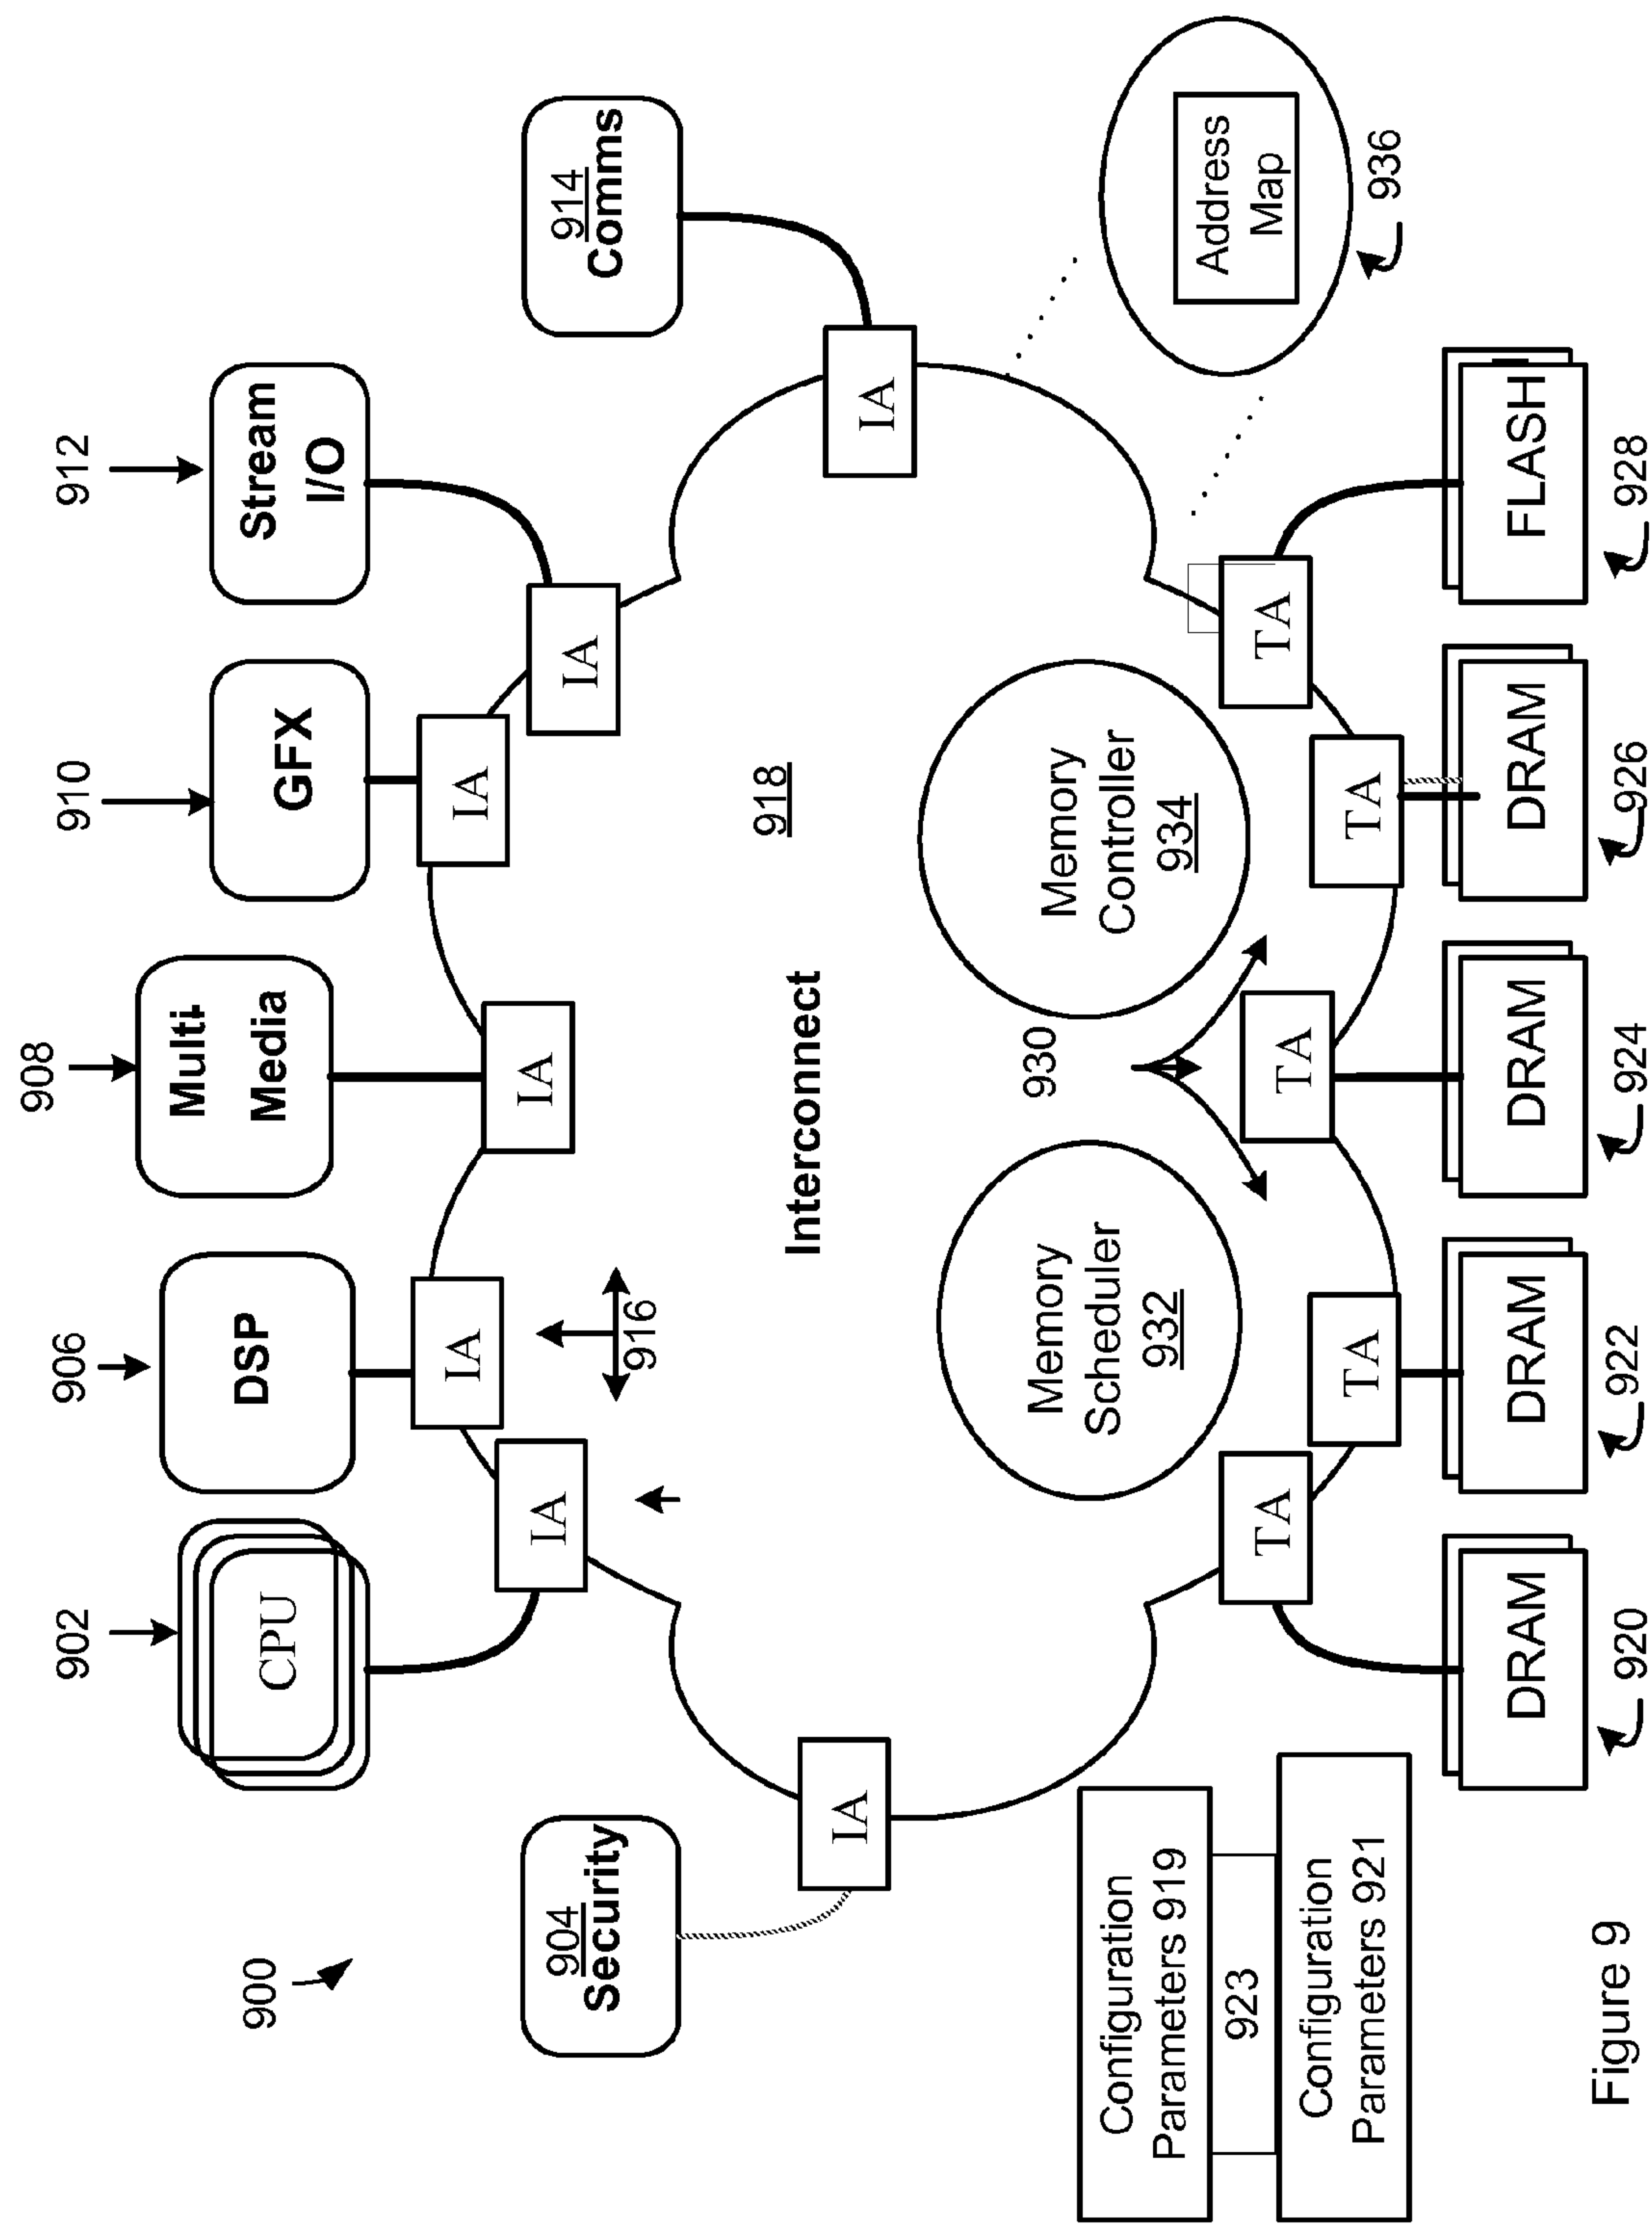 900
902
CPU
906
DSP
908
Multi-
Media
910
GFX
912
Stream
I/O
904
Security
914
Comms
IA
IA
IA
IA
IA
IA
IA
916
Interconnect
918
Memory
Scheduler
932
930
Memory
Controller
934
Address
Map
936
TA
TA
TA
TA
TA
Configuration
Parameters 919
923
Configuration
Parameters 921
DRAM
920
DRAM
922
DRAM
924
DRAM
926
FLASH
928
Figure 9